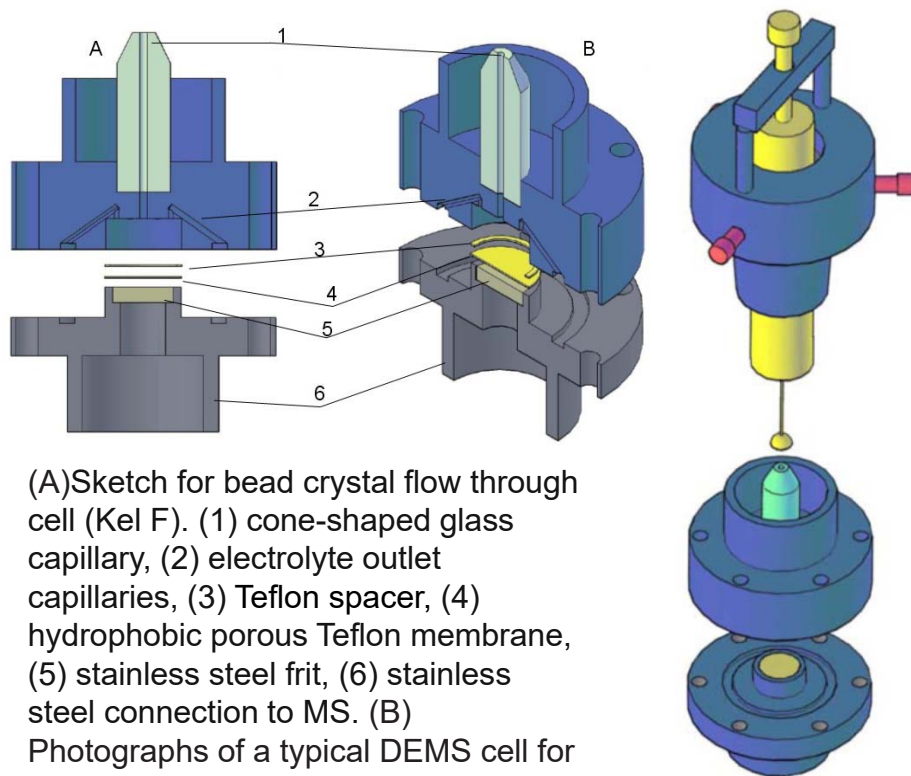 A
1
B
2
3
4
5
6
(A)Sketch for bead crystal flow through
cell (Kel F). (1) cone-shaped glass
capillary, (2) electrolyte outlet
capillaries, (3) Teflon spacer, (4)
hydrophobic porous Teflon membrane,
(5) stainless steel frit, (6) stainless
steel connection to MS. (B)
Photographs of a typical DEMS cell for